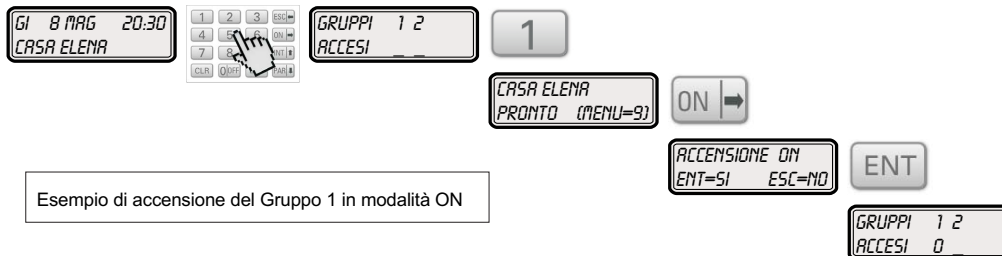 GI 8 MAG 20:30
CASA ELENA
1 2 3 ESC
4 5 6 ON
7 8 ENT
CLR 0 OFF PAR
GRUPPI 1 2
ACCESI _ _
1
CASA ELENA
PRONTO (MENU=9)
ON
ACCENSIONE ON
ENT=SI ESC=NO
ENT
Esempio di accensione del Gruppo 1 in modalità ON
GRUPPI 1 2
ACCESI 0 _